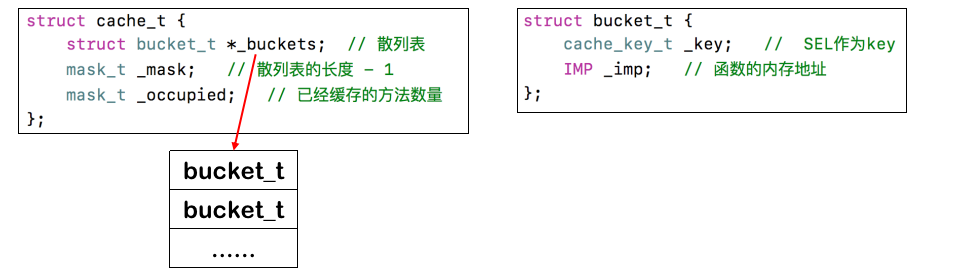 struct cache_t {
    struct bucket_t *_buckets;  // 散列表
    mask_t _mask;   // 散列表的长度 - 1
    mask_t _occupied;   // 已经缓存的方法数量
};
struct bucket_t {
    cache_key_t _key;   //  SEL作为key
    IMP _imp;   // 函数的内存地址
};
bucket_t
bucket_t
……